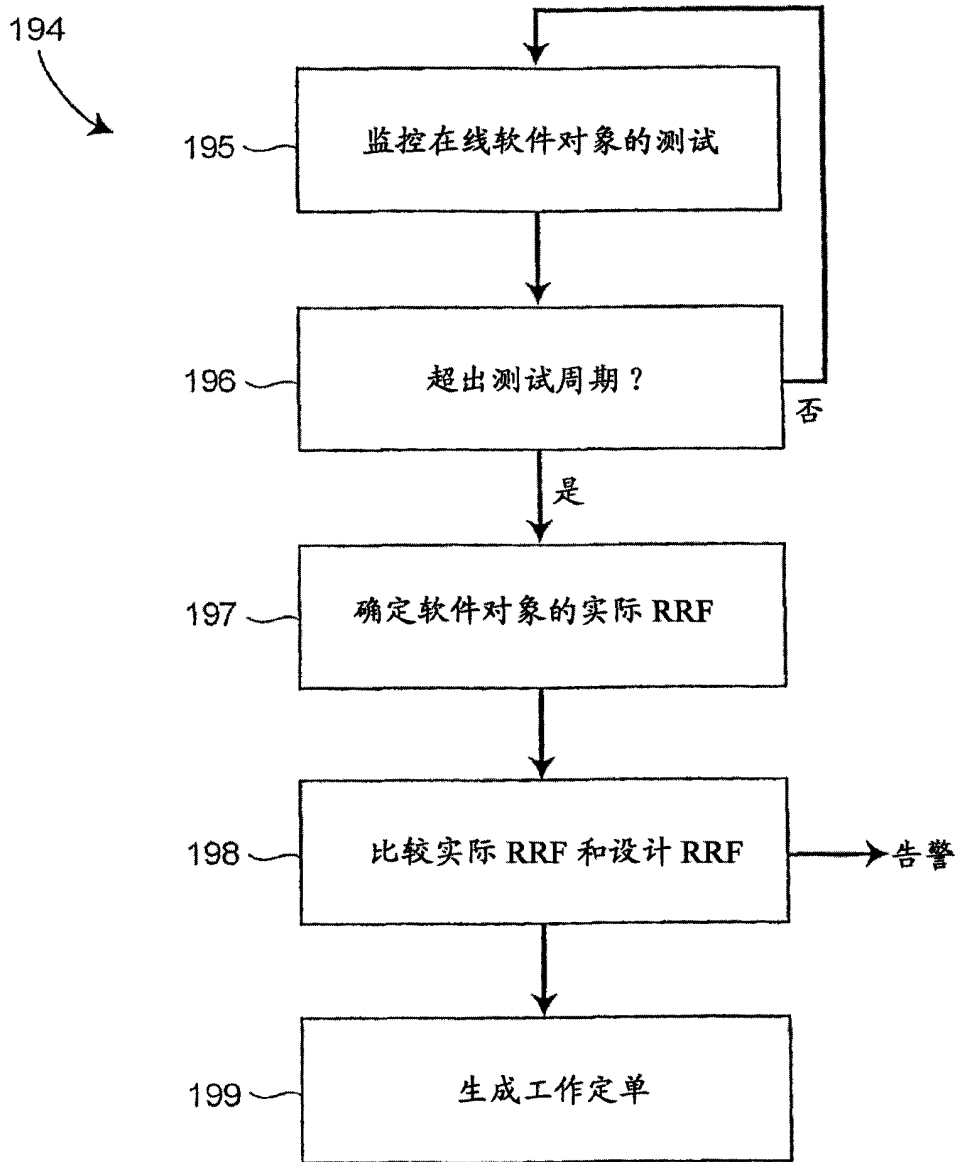 194
195
监控在线软件对象的测试
196
超出测试周期？
否
是
197
确定软件对象的实际 RRF
198
比较实际 RRF 和设计 RRF
告警
199
生成工作定单